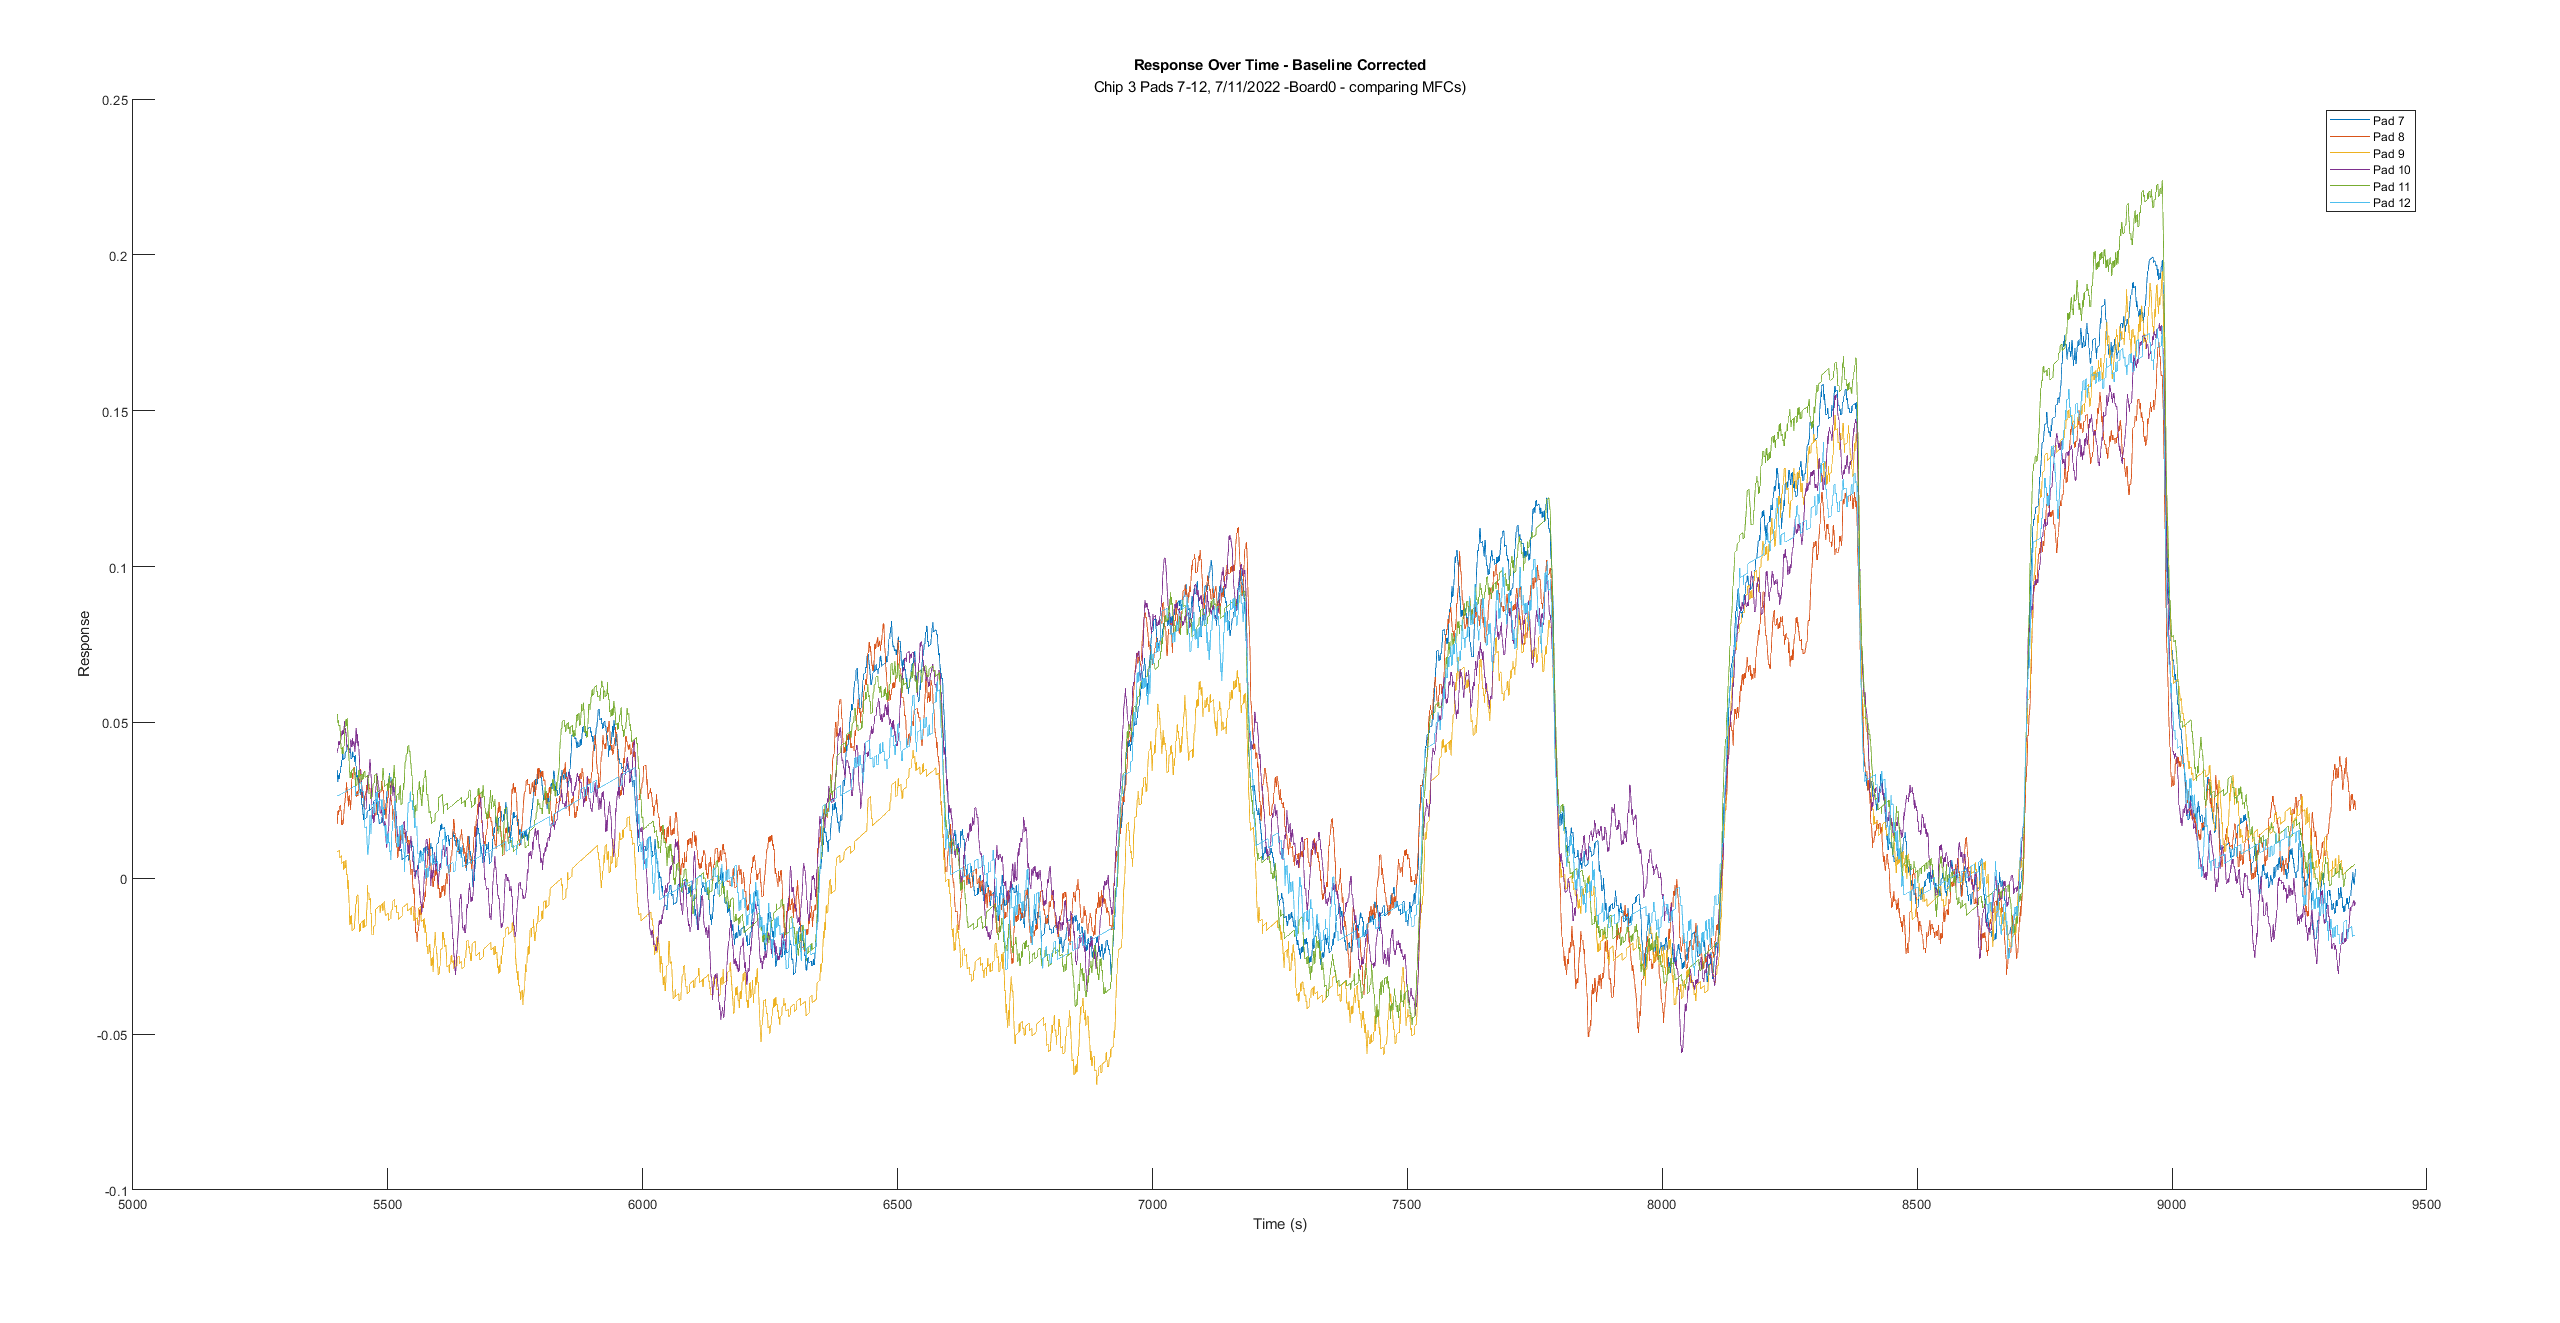 Response Over Time - Baseline Corrected
Chip 3 Pads 7-12, 7/11/2022 -Board0 - comparing MFCs)
0.25
0.2
0.15
0.1
0.05
0
-0.05
-0.1
Response
5000 5500 6000 6500 7000 7500 8000 8500 9000 9500
Time (s)
Pad 7
Pad 8
Pad 9
Pad 10
Pad 11
Pad 12